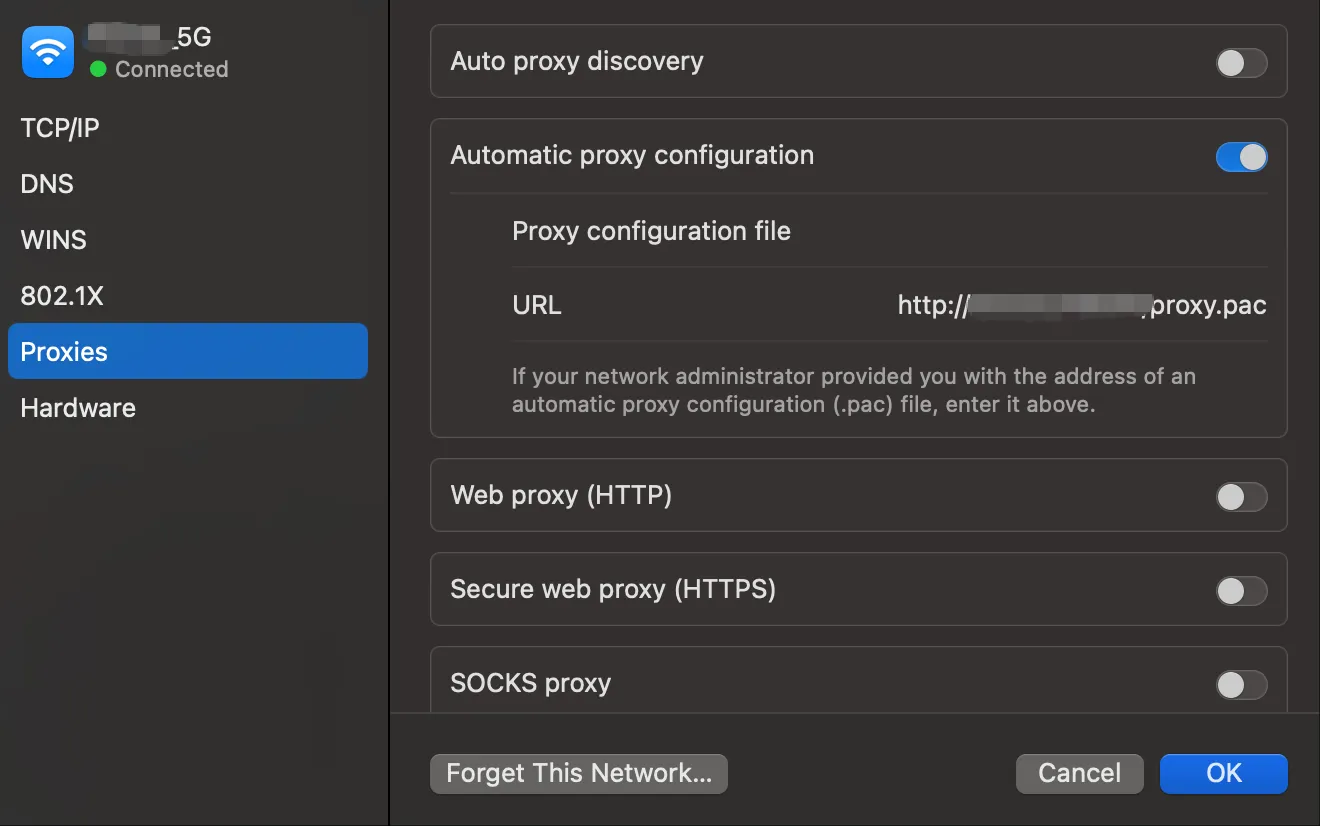 _5G
Connected
TCP/IP
DNS
WINS
802.1X
Proxies
Hardware
Auto proxy discovery
Automatic proxy configuration
Proxy configuration file
URL http:// proxy.pac
If your network administrator provided you with the address of an
automatic proxy configuration (.pac) file, enter it above.
Web proxy (HTTP)
Secure web proxy (HTTPS)
SOCKS proxy
Forget This Network...
Cancel
OK